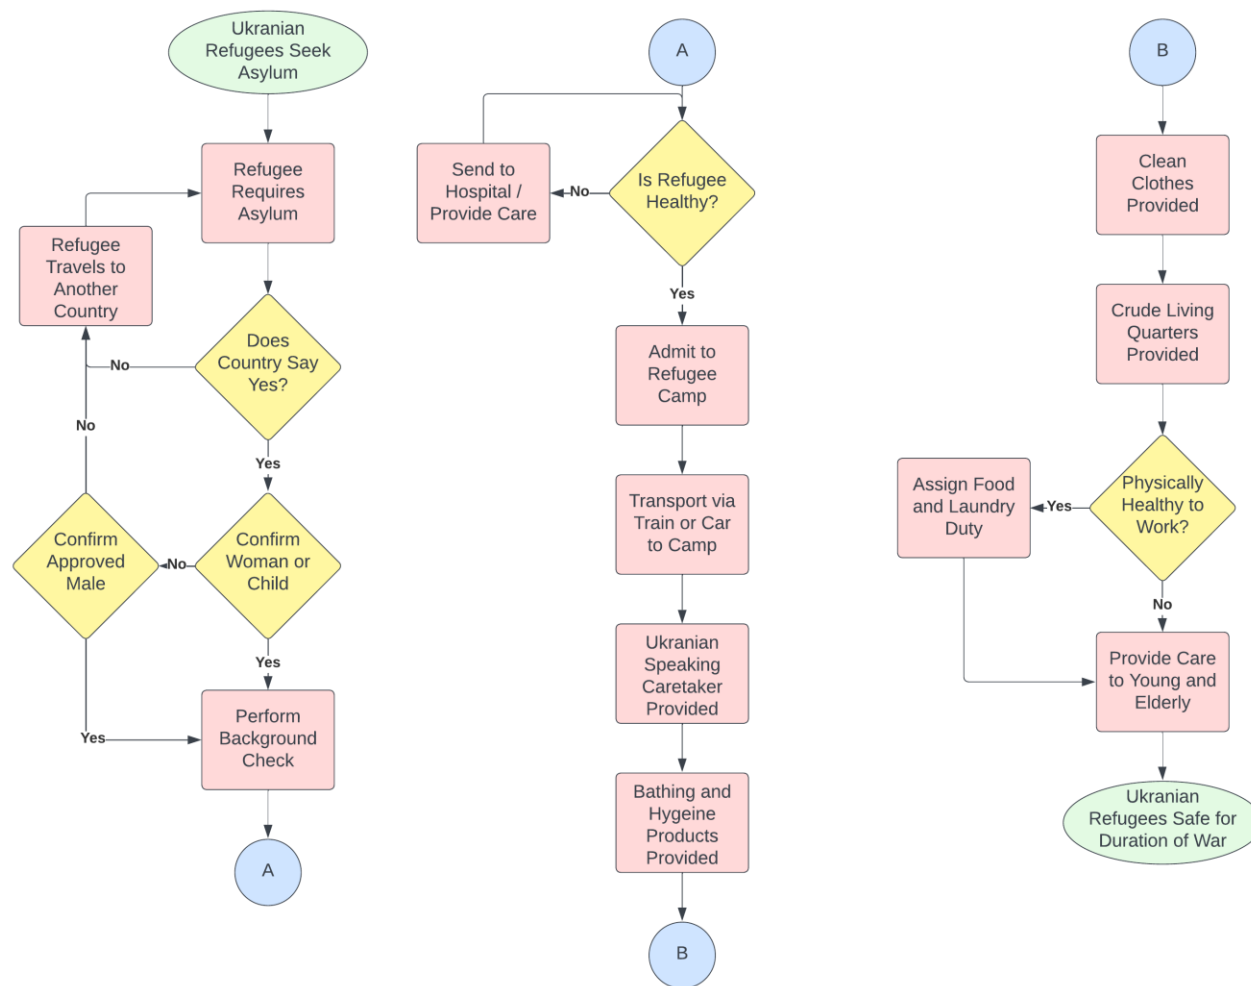 Ukranian
Refugees Seek
Asylum
Refugee
Requires
Asylum
Refugee
Travels to
Another
Country
Does
Country Say
Yes?
No
Yes
No
Confirm
Approved
Male
No
Confirm
Woman or
Child
Yes
Yes
Perform
Background
Check
A
A
Is Refugee
Healthy?
No
Send to
Hospital /
Provide Care
Yes
Admit to
Refugee
Camp
Transport via
Train or Car
to Camp
Ukranian
Speaking
Caretaker
Provided
Bathing and
Hygeine
Products
Provided
B
B
Clean
Clothes
Provided
Crude Living
Quarters
Provided
Physically
Healthy to
Work?
Yes
Assign Food
and Laundry
Duty
No
Provide Care
to Young and
Elderly
Ukranian
Refugees Safe for
Duration of War